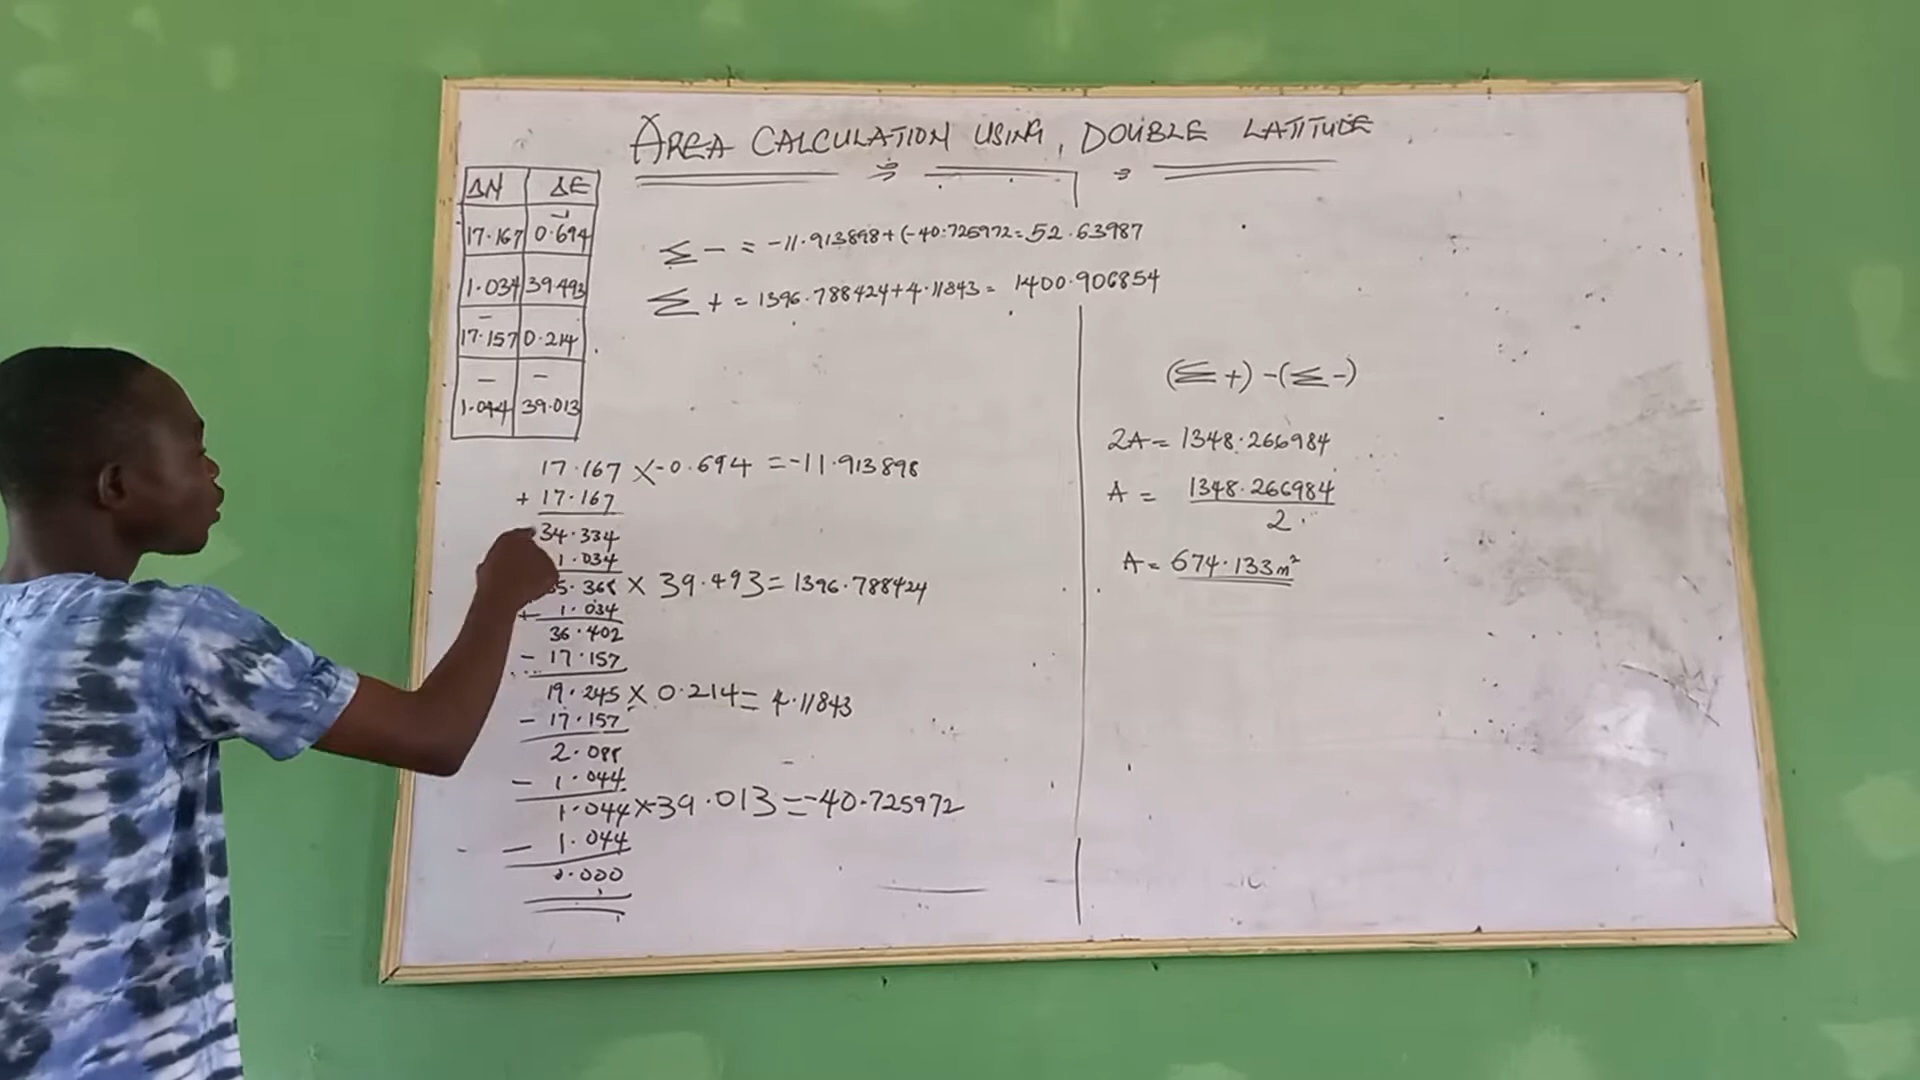 AREA CALCULATION USING, DOUBLE LATITUDE
ΔN ΔE
17.167 -0.694
1.034 39.493
-17.157 0.214
-1.044 -39.013
Σ- = -11.913898+(-40.725972=52.63987
Σ+ = 1396.788424+4.11843= 1400.906854
17.167 X-0.694 =-11.913898
+ 17.167
34.334
1.034
35.368 X 39.493=1396.788424
+ 1.034
36.402
- 17.157
19.245 X 0.214= 4.11843
- 17.157
2.088
- 1.044
1.044 X-39.013 =-40.725972
- 1.044
0.000
(Σ+)-(Σ-)
2A= 1348.266984
A = 1348.266984
2
A= 674.133m²